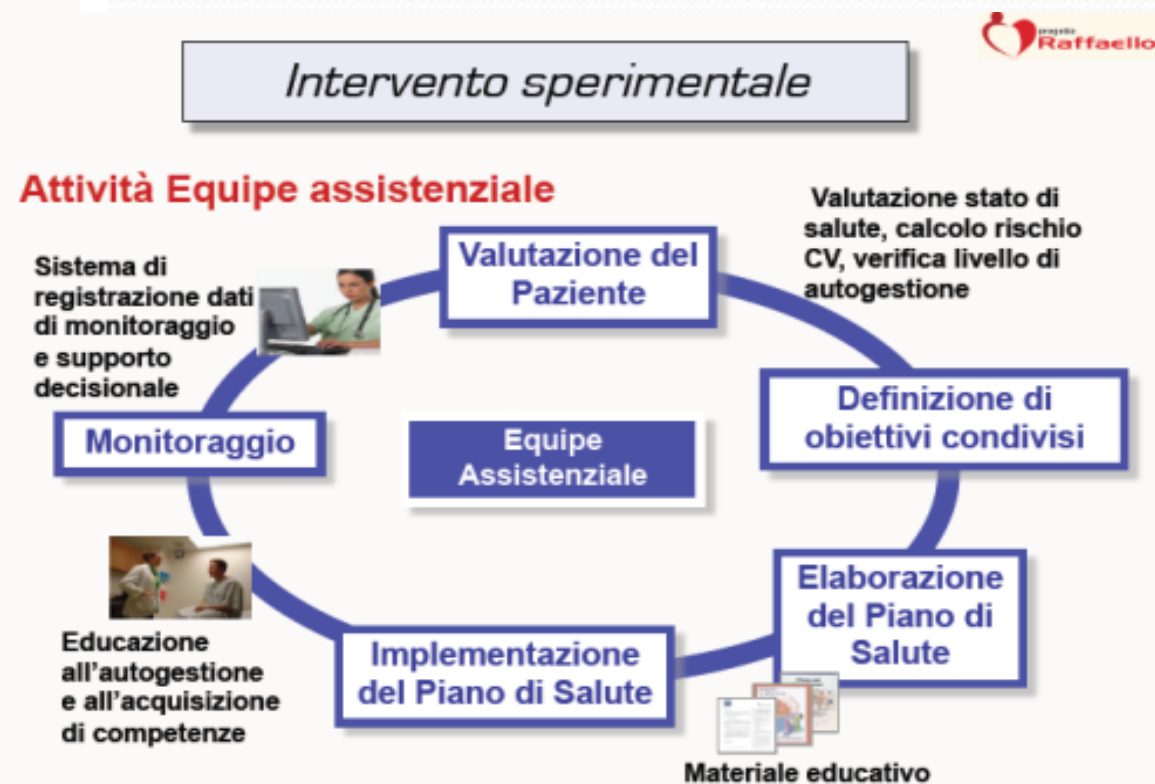 progetto
Raffaello
Intervento sperimentale
Attività Equipe assistenziale
Valutazione stato di
salute, calcolo rischio
CV, verifica livello di
autogestione
Valutazione del
Paziente
Sistema di
registrazione dati
di monitoraggio
e supporto
decisionale
Definizione di
obiettivi condivisi
Monitoraggio
Equipe
Assistenziale
Elaborazione
del Piano di
Salute
Educazione
all'autogestione
e all'acquisizione
di competenze
Implementazione
del Piano di Salute
Materiale educativo